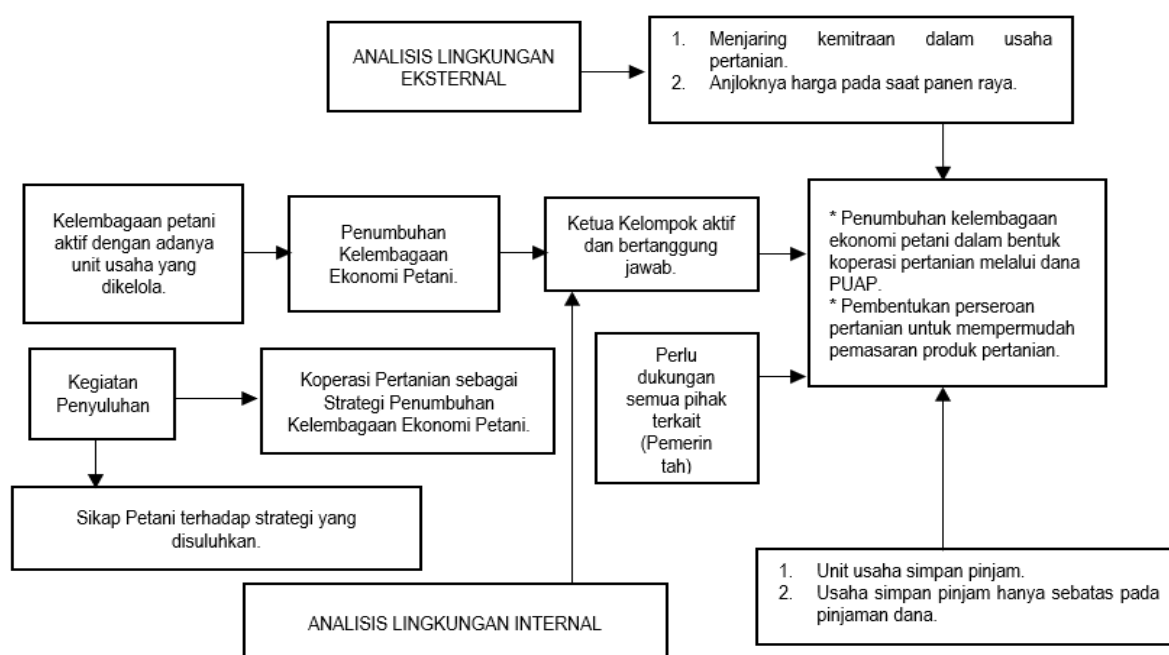 ANALISIS LINGKUNGAN
EKSTERNAL
1. Menjaring kemitraan dalam usaha
pertanian.
2. Anjloknya harga pada saat panen raya.
Kelembagaan petani
aktif dengan adanya
unit usaha yang
dikelola.
Penumbuhan
Kelembagaan
Ekonomi Petani.
Ketua Kelompok aktif
dan bertanggung
jawab.
* Penumbuhan kelembagaan
ekonomi petani dalam bentuk
koperasi pertanian melalui dana
PUAP.
* Pembentukan perseroan
pertanian untuk mempermudah
pemasaran produk pertanian.
Kegiatan
Penyuluhan
Koperasi Pertanian sebagai
Strategi Penumbuhan
Kelembagaan Ekonomi Petani.
Perlu
dukungan
semua pihak
terkait
(Pemerin
tah)
Sikap Petani terhadap strategi yang
disuluhkan.
ANALISIS LINGKUNGAN INTERNAL
1. Unit usaha simpan pinjam.
2. Usaha simpan pinjam hanya sebatas pada
pinjaman dana.